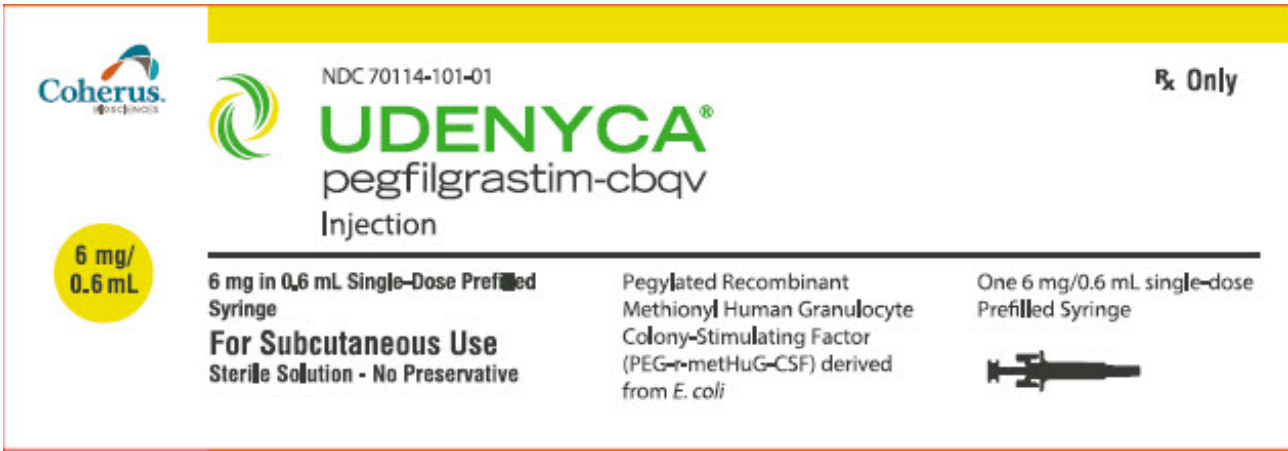 Coherus.
BIOSCIENCES
NDC 70114-101-01
℞ Only
UDENYCA®
pegfilgrastim-cbqv
Injection
6 mg/
0.6 mL
6 mg in 0.6 mL Single-Dose Prefilled
Syringe
For Subcutaneous Use
Sterile Solution - No Preservative
Pegylated Recombinant
Methionyl Human Granulocyte
Colony-Stimulating Factor
(PEG-r-metHuG-CSF) derived
from E. coli
One 6 mg/0.6 mL single-dose
Prefilled Syringe